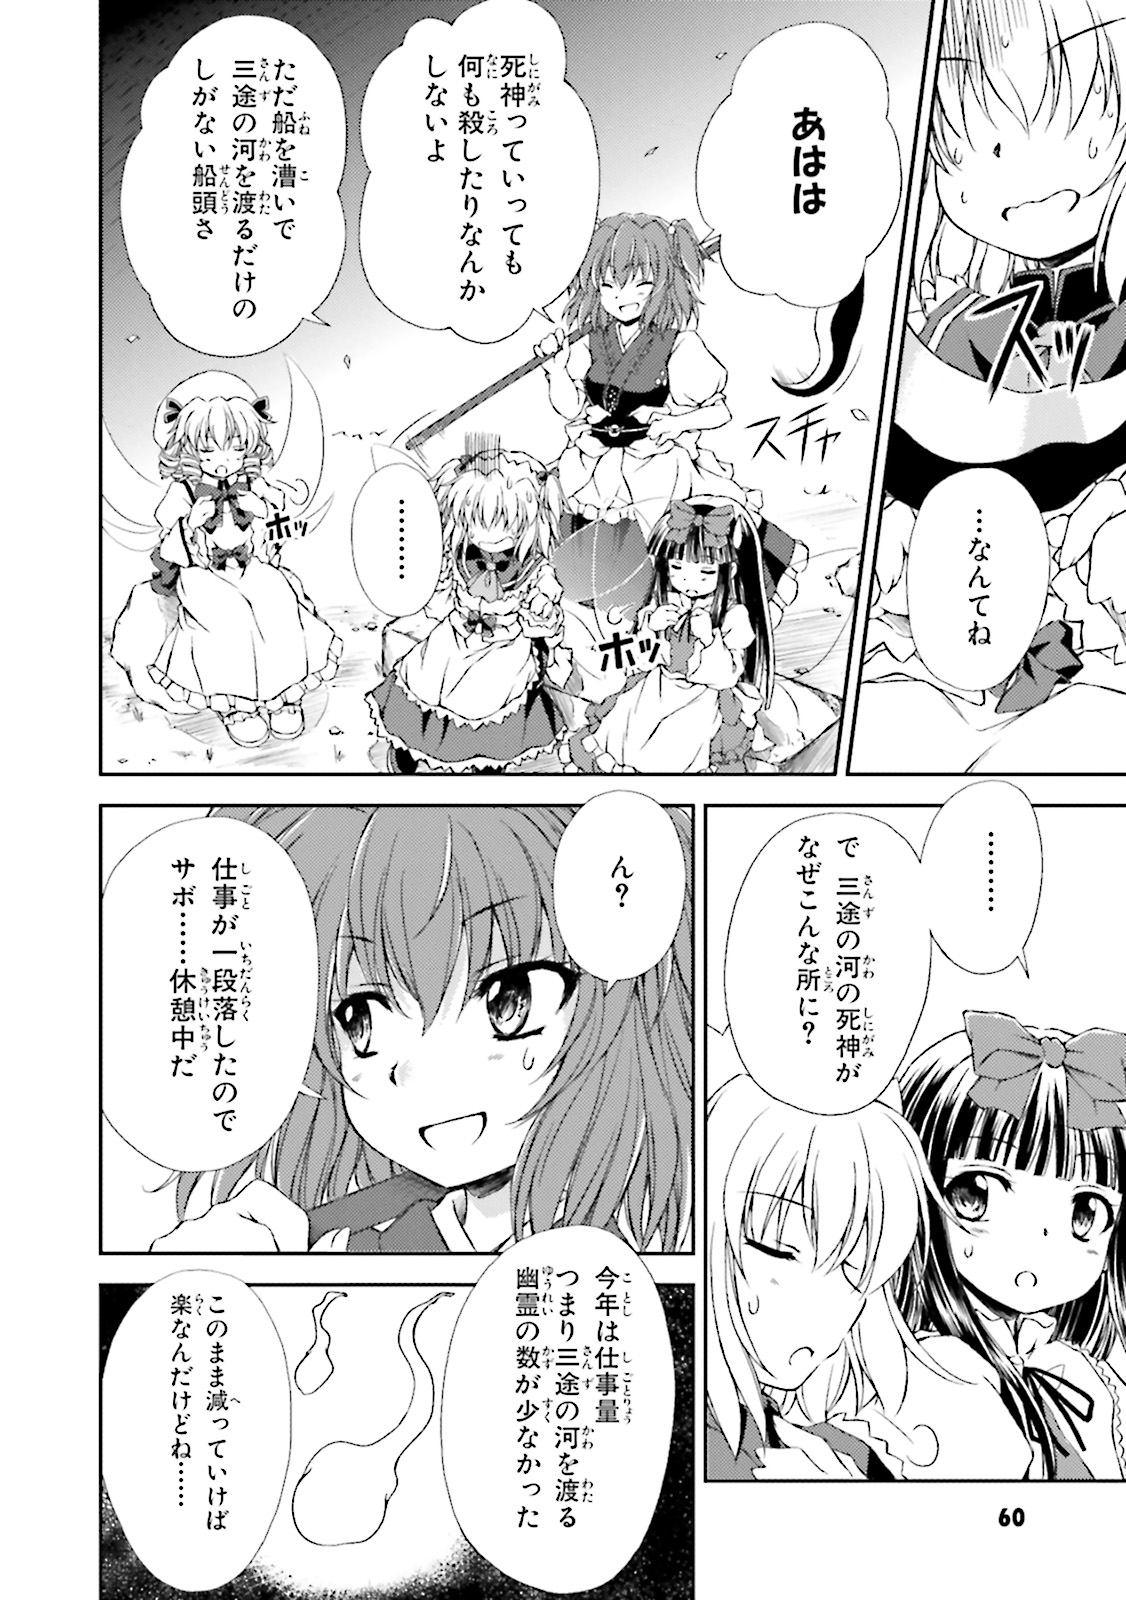 スッ
…なんてね
スチャ
あはは
死神っていっても
何も殺したりなんか
しないよ
ただ船を漕いで
三途の河を渡るだけの
しがない船頭さ
ホッ
………
ホッ
………
で 三途の河の死神が
なぜこんな所に？
ん？
仕事が一段落したので
サボ……休憩中だ
今年は仕事量
つまり三途の河を渡る
幽霊の数が少なかった
このまま減っていけば
楽なんだけどね……
60